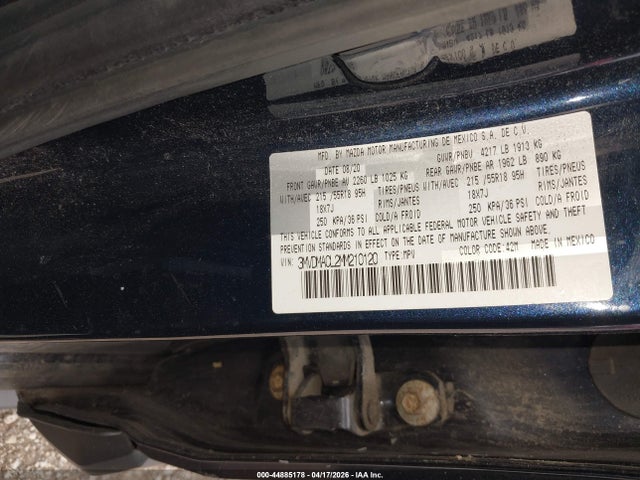 MFD. BY MAZDA MOTOR MANUFACTURING DE MEXICO S.A. DE C.V.
DATE 08/20 GUWR/PNBV 4217 LB 1913 KG
FRONT GAWR/PNBE AV 2260 LB 1025 KG REAR GAWR/PNBE AR 1962 LB 890 KG
WITH/AVEC 215 /55R18 95H TIRES/PNEUS WITH/AVEC 215 /55R18 95H TIRES/PNEUS
18X7J RIMS/JANTES 18X7J RIMS/JANTES
250 KPA/36 PSI COLD/A FROID 250 KPA/36 PSI COLD/A FROID
THIS VEHICLE CONFORMS TO ALL APPLICABLE FEDERAL MOTOR VEHICLE SAFETY AND THEFT
PREVENTION STANDARDS IN EFFECT ON THE DATE OF MANUFACTURE SHOWN ABOVE.
VIN: 3MVDMACL2MM210120 TYPE: MPV COLOR CODE: 42M MADE IN MEXICO
000-44885178 - 04/17/2026 - IAA Inc.